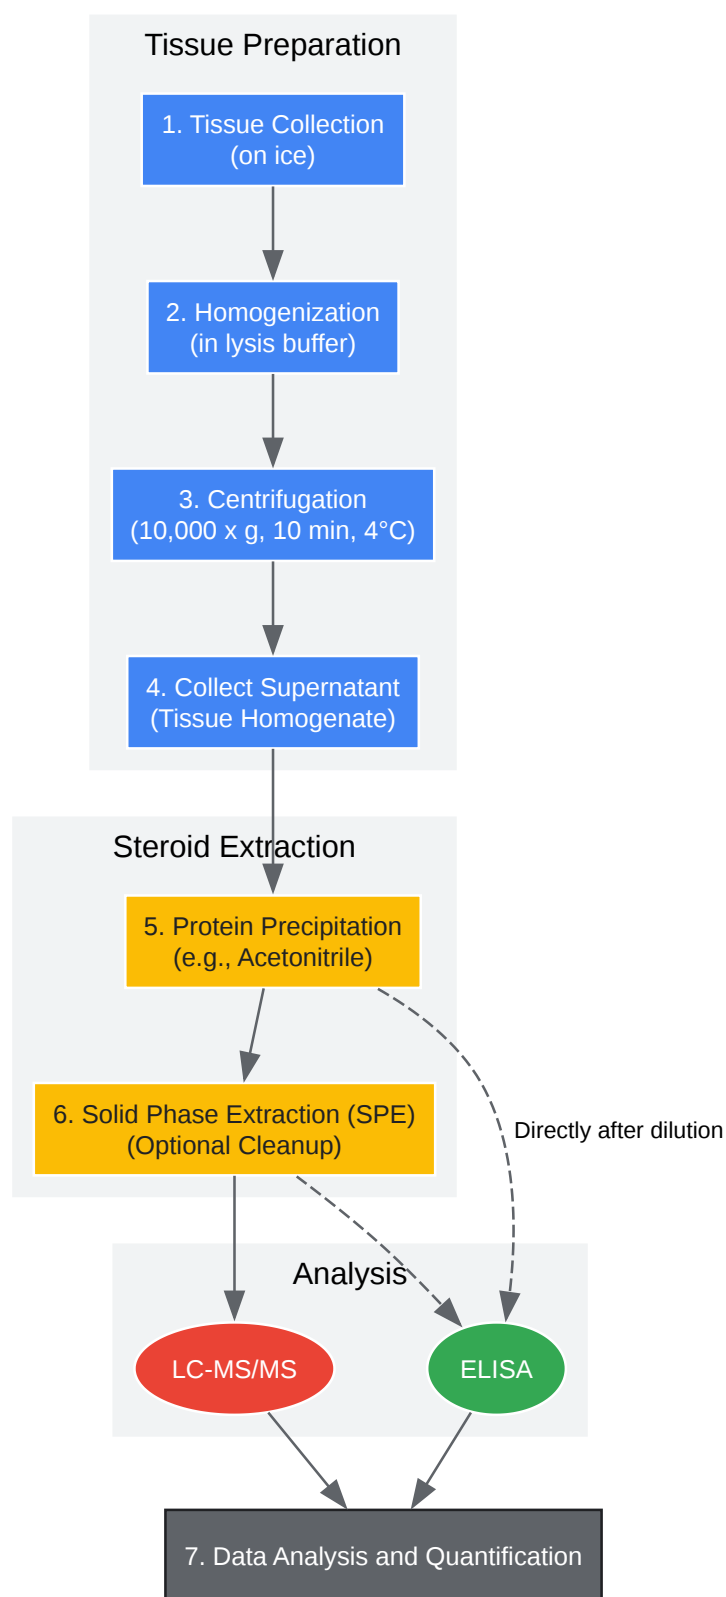 Tissue Preparation
1. Tissue Collection
(on ice)
2. Homogenization
(in lysis buffer)
3. Centrifugation
(10,000 x g, 10 min, 4°C)
4. Collect Supernatant
(Tissue Homogenate)
Steroid Extraction
5. Protein Precipitation
(e.g., Acetonitrile)
6. Solid Phase Extraction (SPE)
(Optional Cleanup)
Directly after dilution
Analysis
LC-MS/MS
ELISA
7. Data Analysis and Quantification